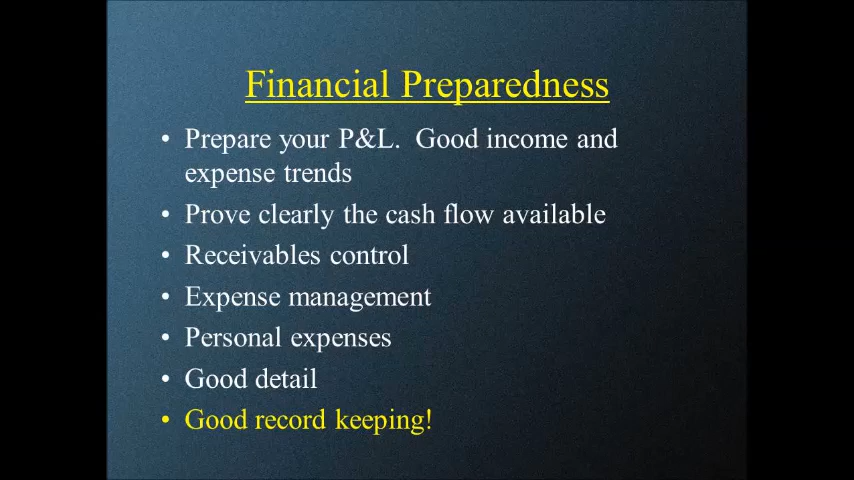 Financial Preparedness
• Prepare your P&L.  Good income and
expense trends
• Prove clearly the cash flow available
• Receivables control
• Expense management
• Personal expenses
• Good detail
• Good record keeping!